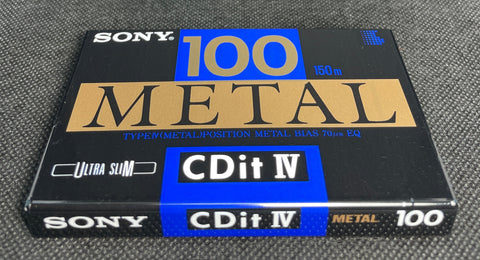 SONY
100
150m
METAL
TYPE IV (METAL) POSITION METAL BIAS 70µs EQ
ULTRA SLIM
CDit IV
SONY CDit IV METAL 100